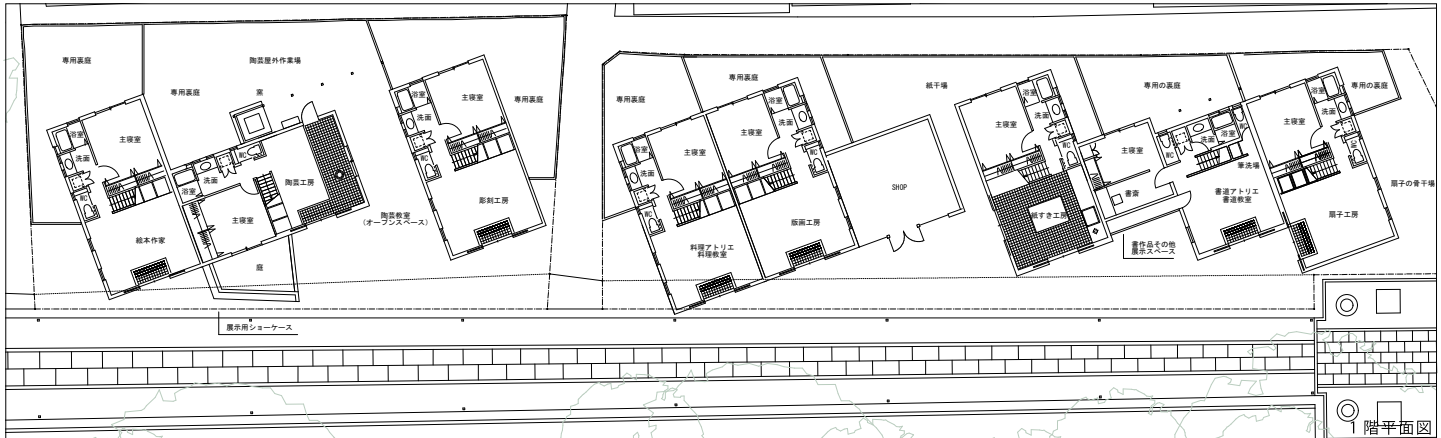 専用裏庭
陶芸屋外作業場
専用裏庭
窯
浴室
洗面
WC
主寝室
絵本作家
浴室
洗面
WC
主寝室
陶芸工房
庭
陶芸教室
(オープンスペース)
浴室
洗面
WC
主寝室
専用裏庭
彫刻工房
展示用ショーケース
専用裏庭
浴室
洗面
WC
主寝室
料理アトリエ
料理教室
専用裏庭
浴室
洗面
WC
主寝室
版画工房
紙干場
SHOP
浴室
洗面
WC
主寝室
紙すき工房
専用の裏庭
主寝室
書斎
WC
洗面
浴室
WC
筆洗場
書道アトリエ
書道教室
書作品その他
展示スペース
専用の裏庭
浴室
洗面
WC
主寝室
扇子工房
扇子の骨干場
1階平面図